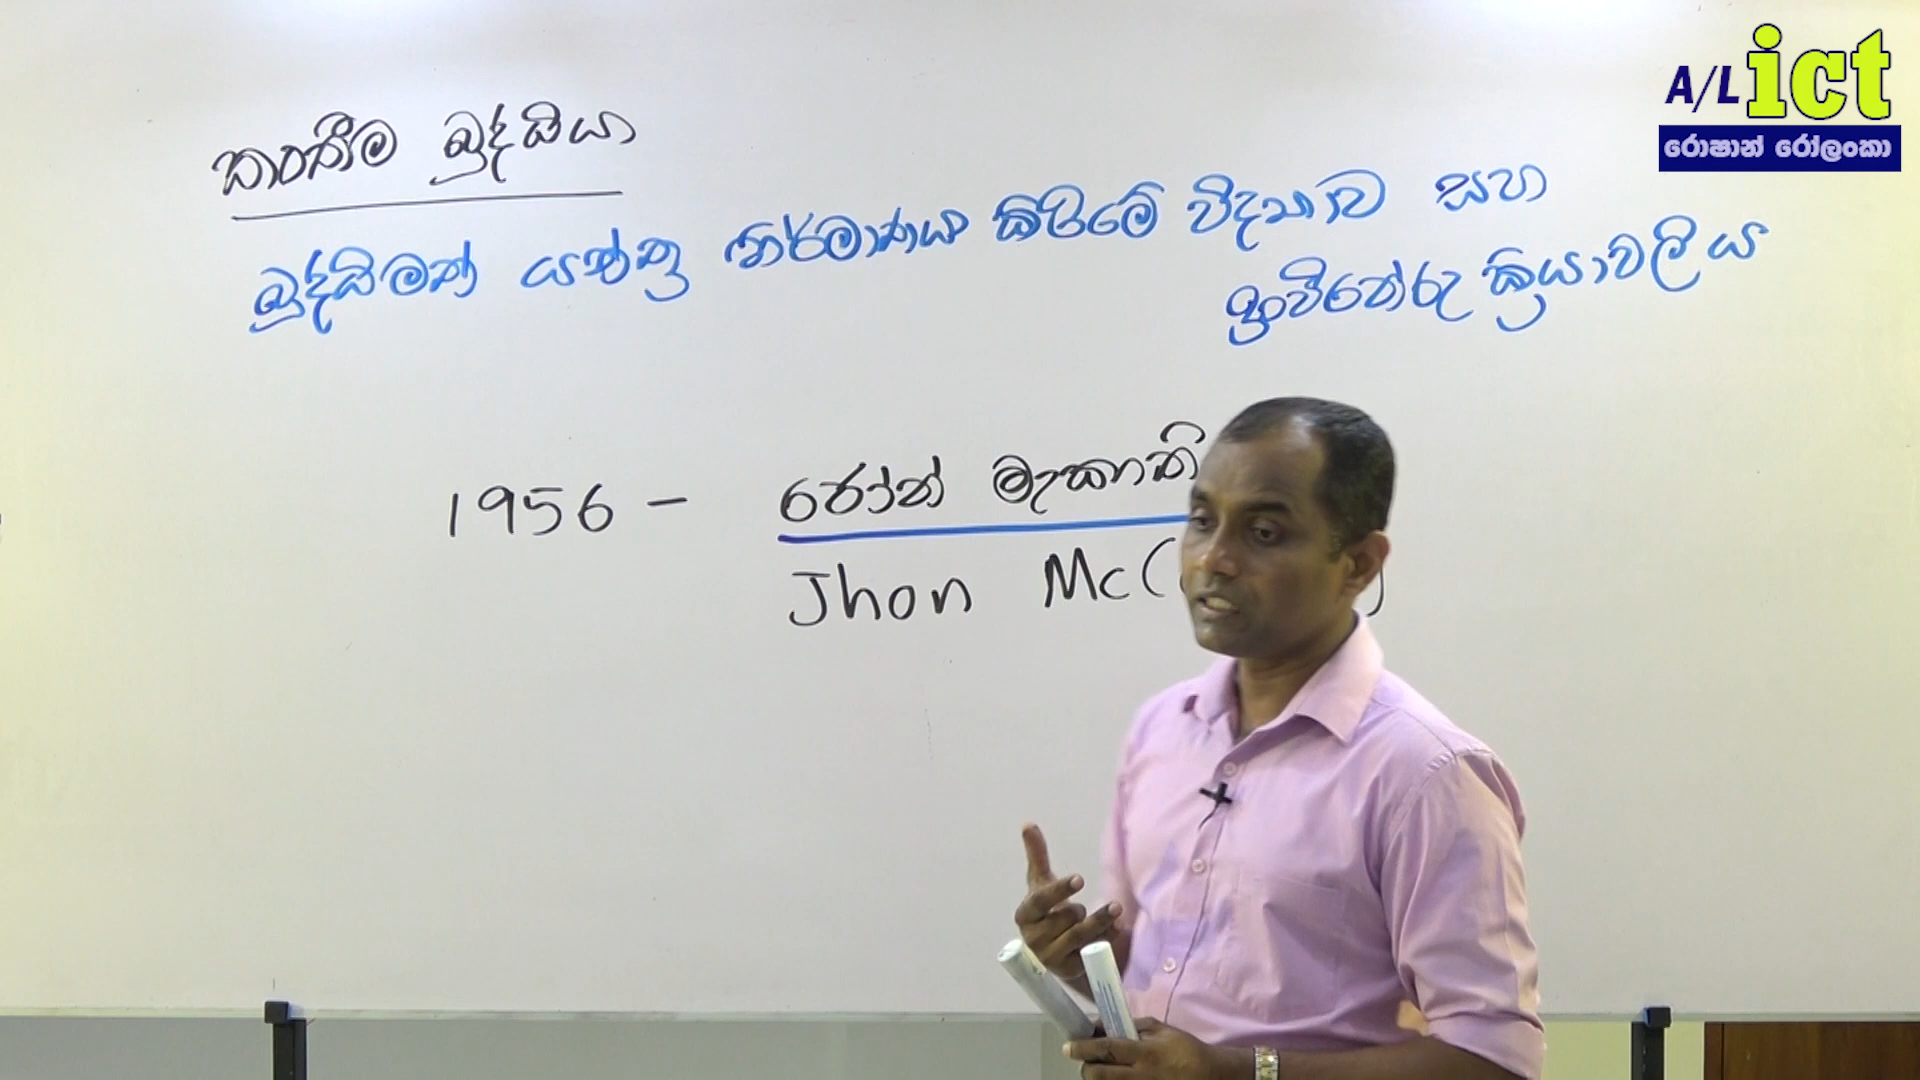 A/L ict
රොෂාන් රෝලංකා
කෘතීම බුද්ධියා
බුද්ධිමත් යන්ත්‍ර නිර්මාණය කිරීමේ විද්‍යාව සහ
ඉංජිනේරු ක්‍රියාවලිය
1956 - ජෝන් මැකාති
Jhon Mc(